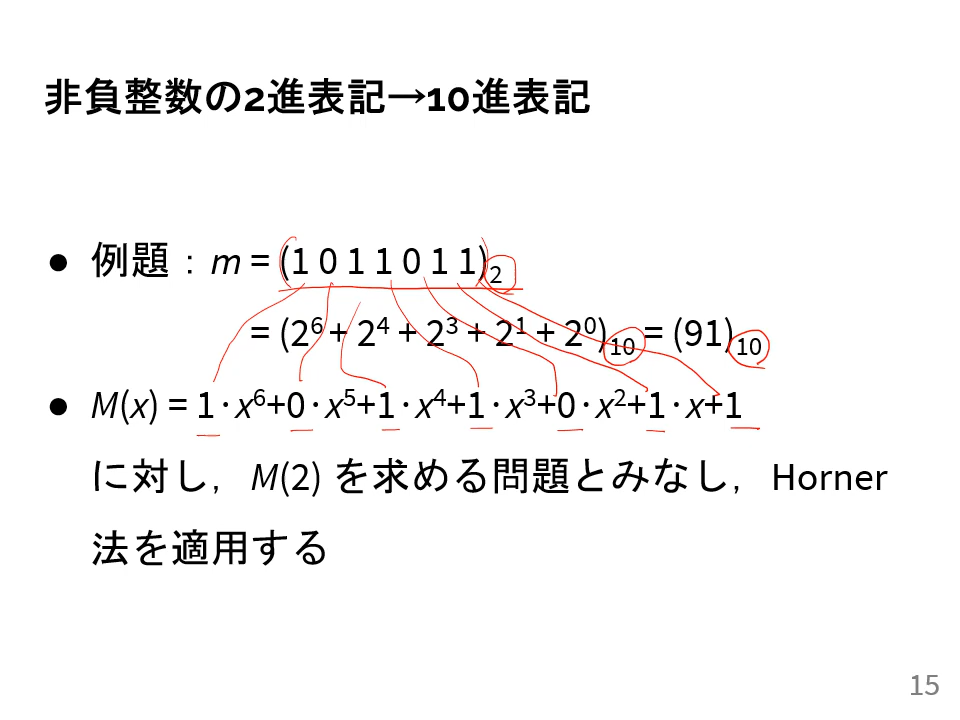 非負整数の2進表記→10進表記
● 例題：m = (1 0 1 1 0 1 1)₂
= (2⁶ + 2⁴ + 2³ + 2¹ + 2⁰)₁₀ = (91)₁₀
● M(x) = 1·x⁶+0·x⁵+1·x⁴+1·x³+0·x²+1·x+1
に対し，M(2) を求める問題とみなし，Horner
法を適用する
15